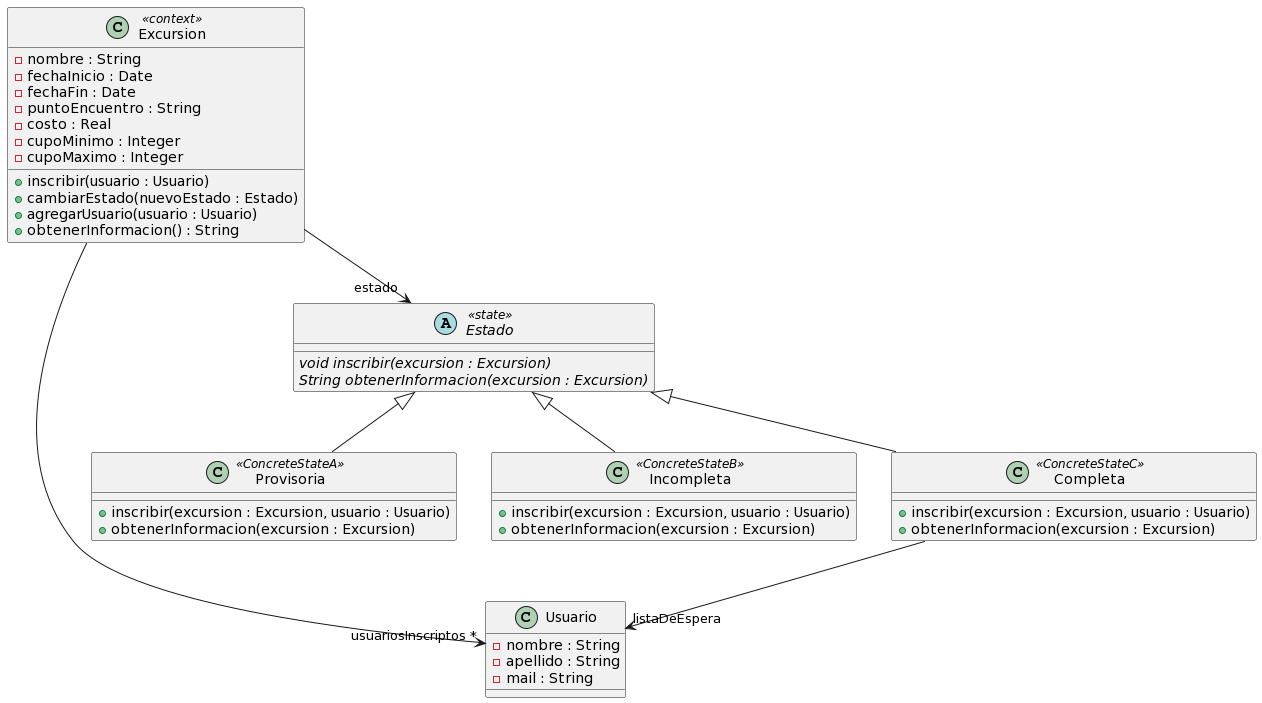 C «context»
Excursion
nombre : String
fechaInicio : Date
fechaFin : Date
puntoEncuentro : String
costo : Real
cupoMinimo : Integer
cupoMaximo : Integer
inscribir(usuario : Usuario)
cambiarEstado(nuevoEstado : Estado)
agregarUsuario(usuario : Usuario)
obtenerInformacion() : String
estado
A «state»
Estado
void inscribir(excursion : Excursion)
String obtenerInformacion(excursion : Excursion)
C «ConcreteStateA»
Provisoria
inscribir(excursion : Excursion, usuario : Usuario)
obtenerInformacion(excursion : Excursion)
C «ConcreteStateB»
Incompleta
inscribir(excursion : Excursion, usuario : Usuario)
obtenerInformacion(excursion : Excursion)
C «ConcreteStateC»
Completa
inscribir(excursion : Excursion, usuario : Usuario)
obtenerInformacion(excursion : Excursion)
usuariosInscriptos *
listaDeEspera
C Usuario
nombre : String
apellido : String
mail : String